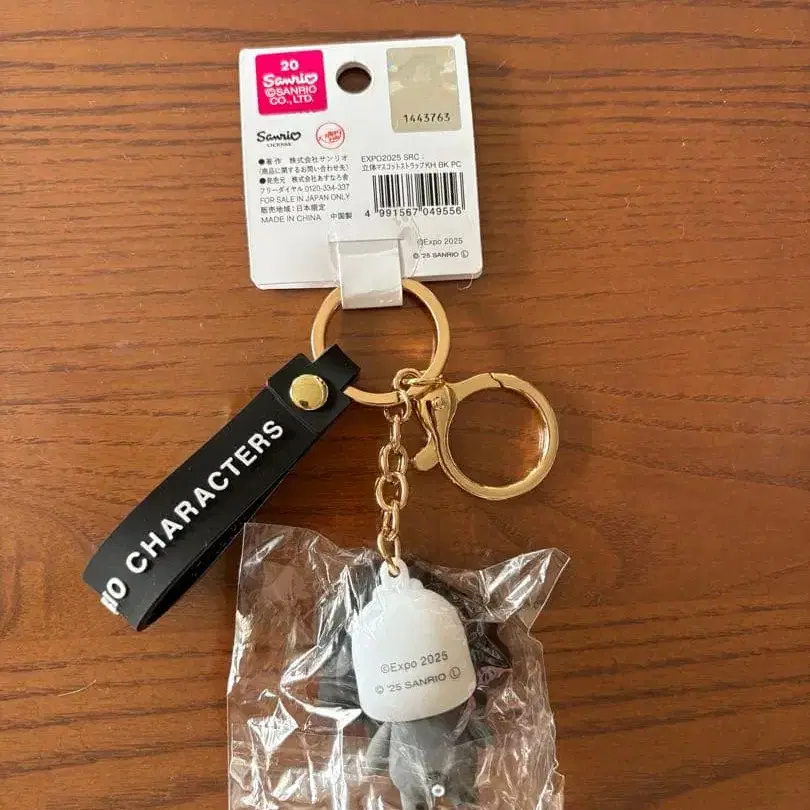 20
Sanrio
©SANRIO
CO., LTD.
1443763
Sanrio
LICENSE
●著作 株式会社サンリオ
(商品に関するお問い合わせ先)
●発売元 株式会社あすなろ舎
フリーダイヤル 0120-334-337
FOR SALE IN JAPAN ONLY
販売地域:日本限定
MADE IN CHINA 中国製
EXPO2025 SRC:
立体マスコットストラップKH BK PC
4 991567 049556
©Expo 2025
© '25 SANRIO Ⓛ
IO CHARACTERS
©Expo 2025
© '25 SANRIO Ⓛ